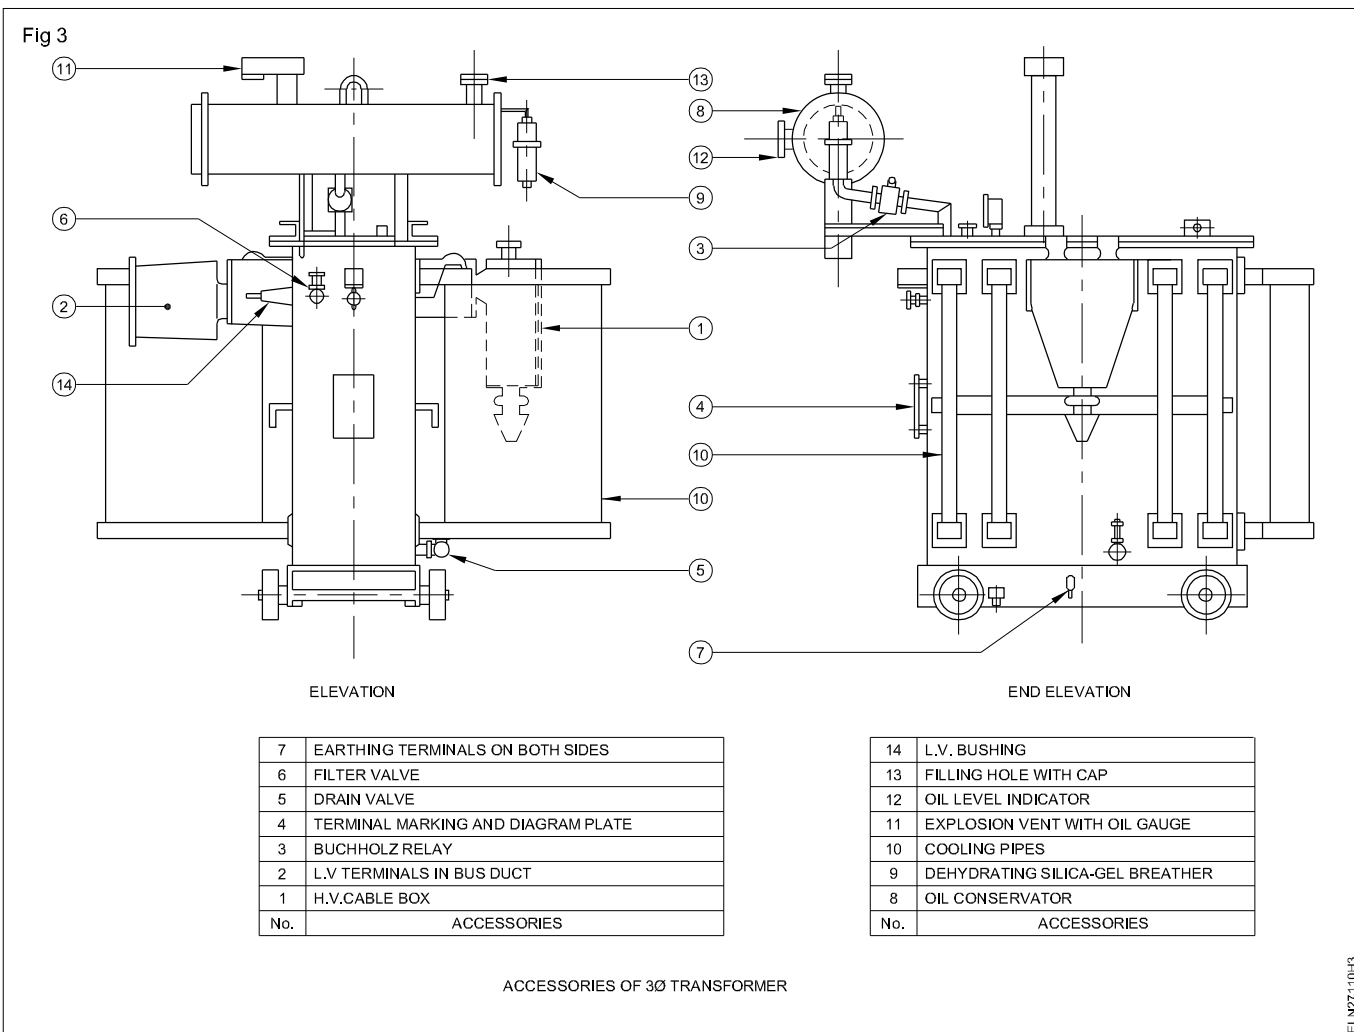 Fig 3
11
13
8
12
9
6
3
2
1
14
4
10
10
5
7
ELEVATION
END ELEVATION
7 EARTHING TERMINALS ON BOTH SIDES
6 FILTER VALVE
5 DRAIN VALVE
4 TERMINAL MARKING AND DIAGRAM PLATE
3 BUCHHOLZ RELAY
2 L.V TERMINALS IN BUS DUCT
1 H.V.CABLE BOX
No. ACCESSORIES
14 L.V. BUSHING
13 FILLING HOLE WITH CAP
12 OIL LEVEL INDICATOR
11 EXPLOSION VENT WITH OIL GAUGE
10 COOLING PIPES
9 DEHYDRATING SILICA-GEL BREATHER
8 OIL CONSERVATOR
No. ACCESSORIES
ACCESSORIES OF 3Ø TRANSFORMER
ELN27110H3